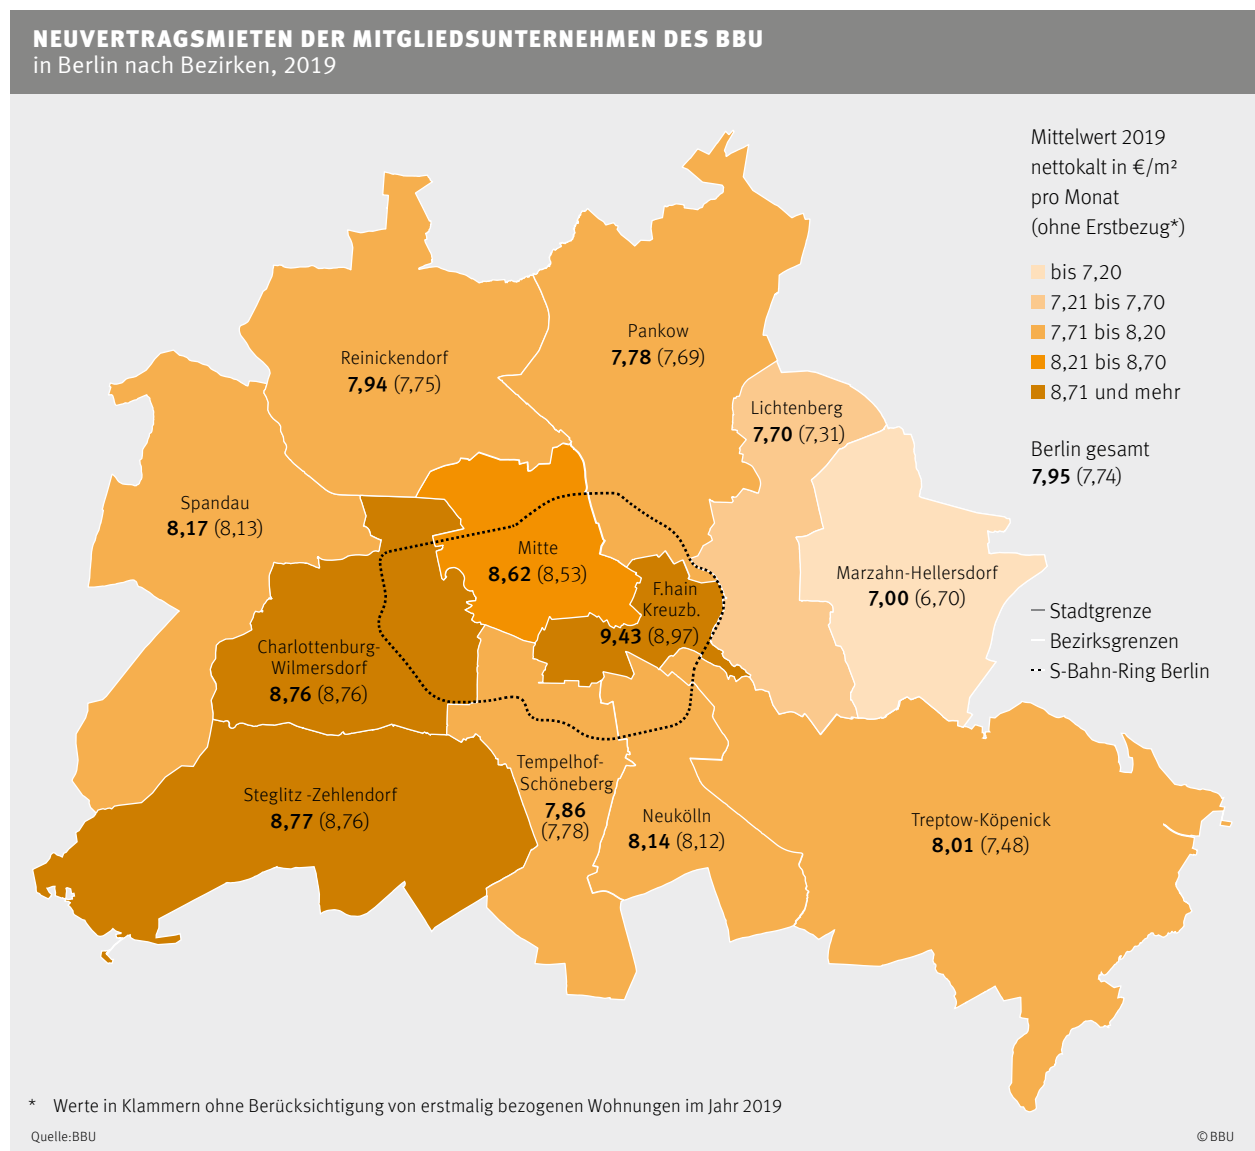 NEUVERTRAGSMIETEN DER MITGLIEDSUNTERNEHMEN DES BBU
in Berlin nach Bezirken, 2019
Mittelwert 2019
nettokalt in €/m²
pro Monat
(ohne Erstbezug*)
bis 7,20
7,21 bis 7,70
7,71 bis 8,20
8,21 bis 8,70
8,71 und mehr
Berlin gesamt
7,95 (7,74)
Stadtgrenze
Bezirksgrenzen
S-Bahn-Ring Berlin
Pankow
7,78 (7,69)
Reinickendorf
7,94 (7,75)
Lichtenberg
7,70 (7,31)
Spandau
8,17 (8,13)
Mitte
8,62 (8,53)
Marzahn-Hellersdorf
7,00 (6,70)
F.hain
Kreuzb.
9,43 (8,97)
Charlottenburg-
Wilmersdorf
8,76 (8,76)
Steglitz -Zehlendorf
8,77 (8,76)
Tempelhof-
Schöneberg
7,86
(7,78)
Neukölln
8,14 (8,12)
Treptow-Köpenick
8,01 (7,48)
* Werte in Klammern ohne Berücksichtigung von erstmalig bezogenen Wohnungen im Jahr 2019
Quelle:BBU
© BBU